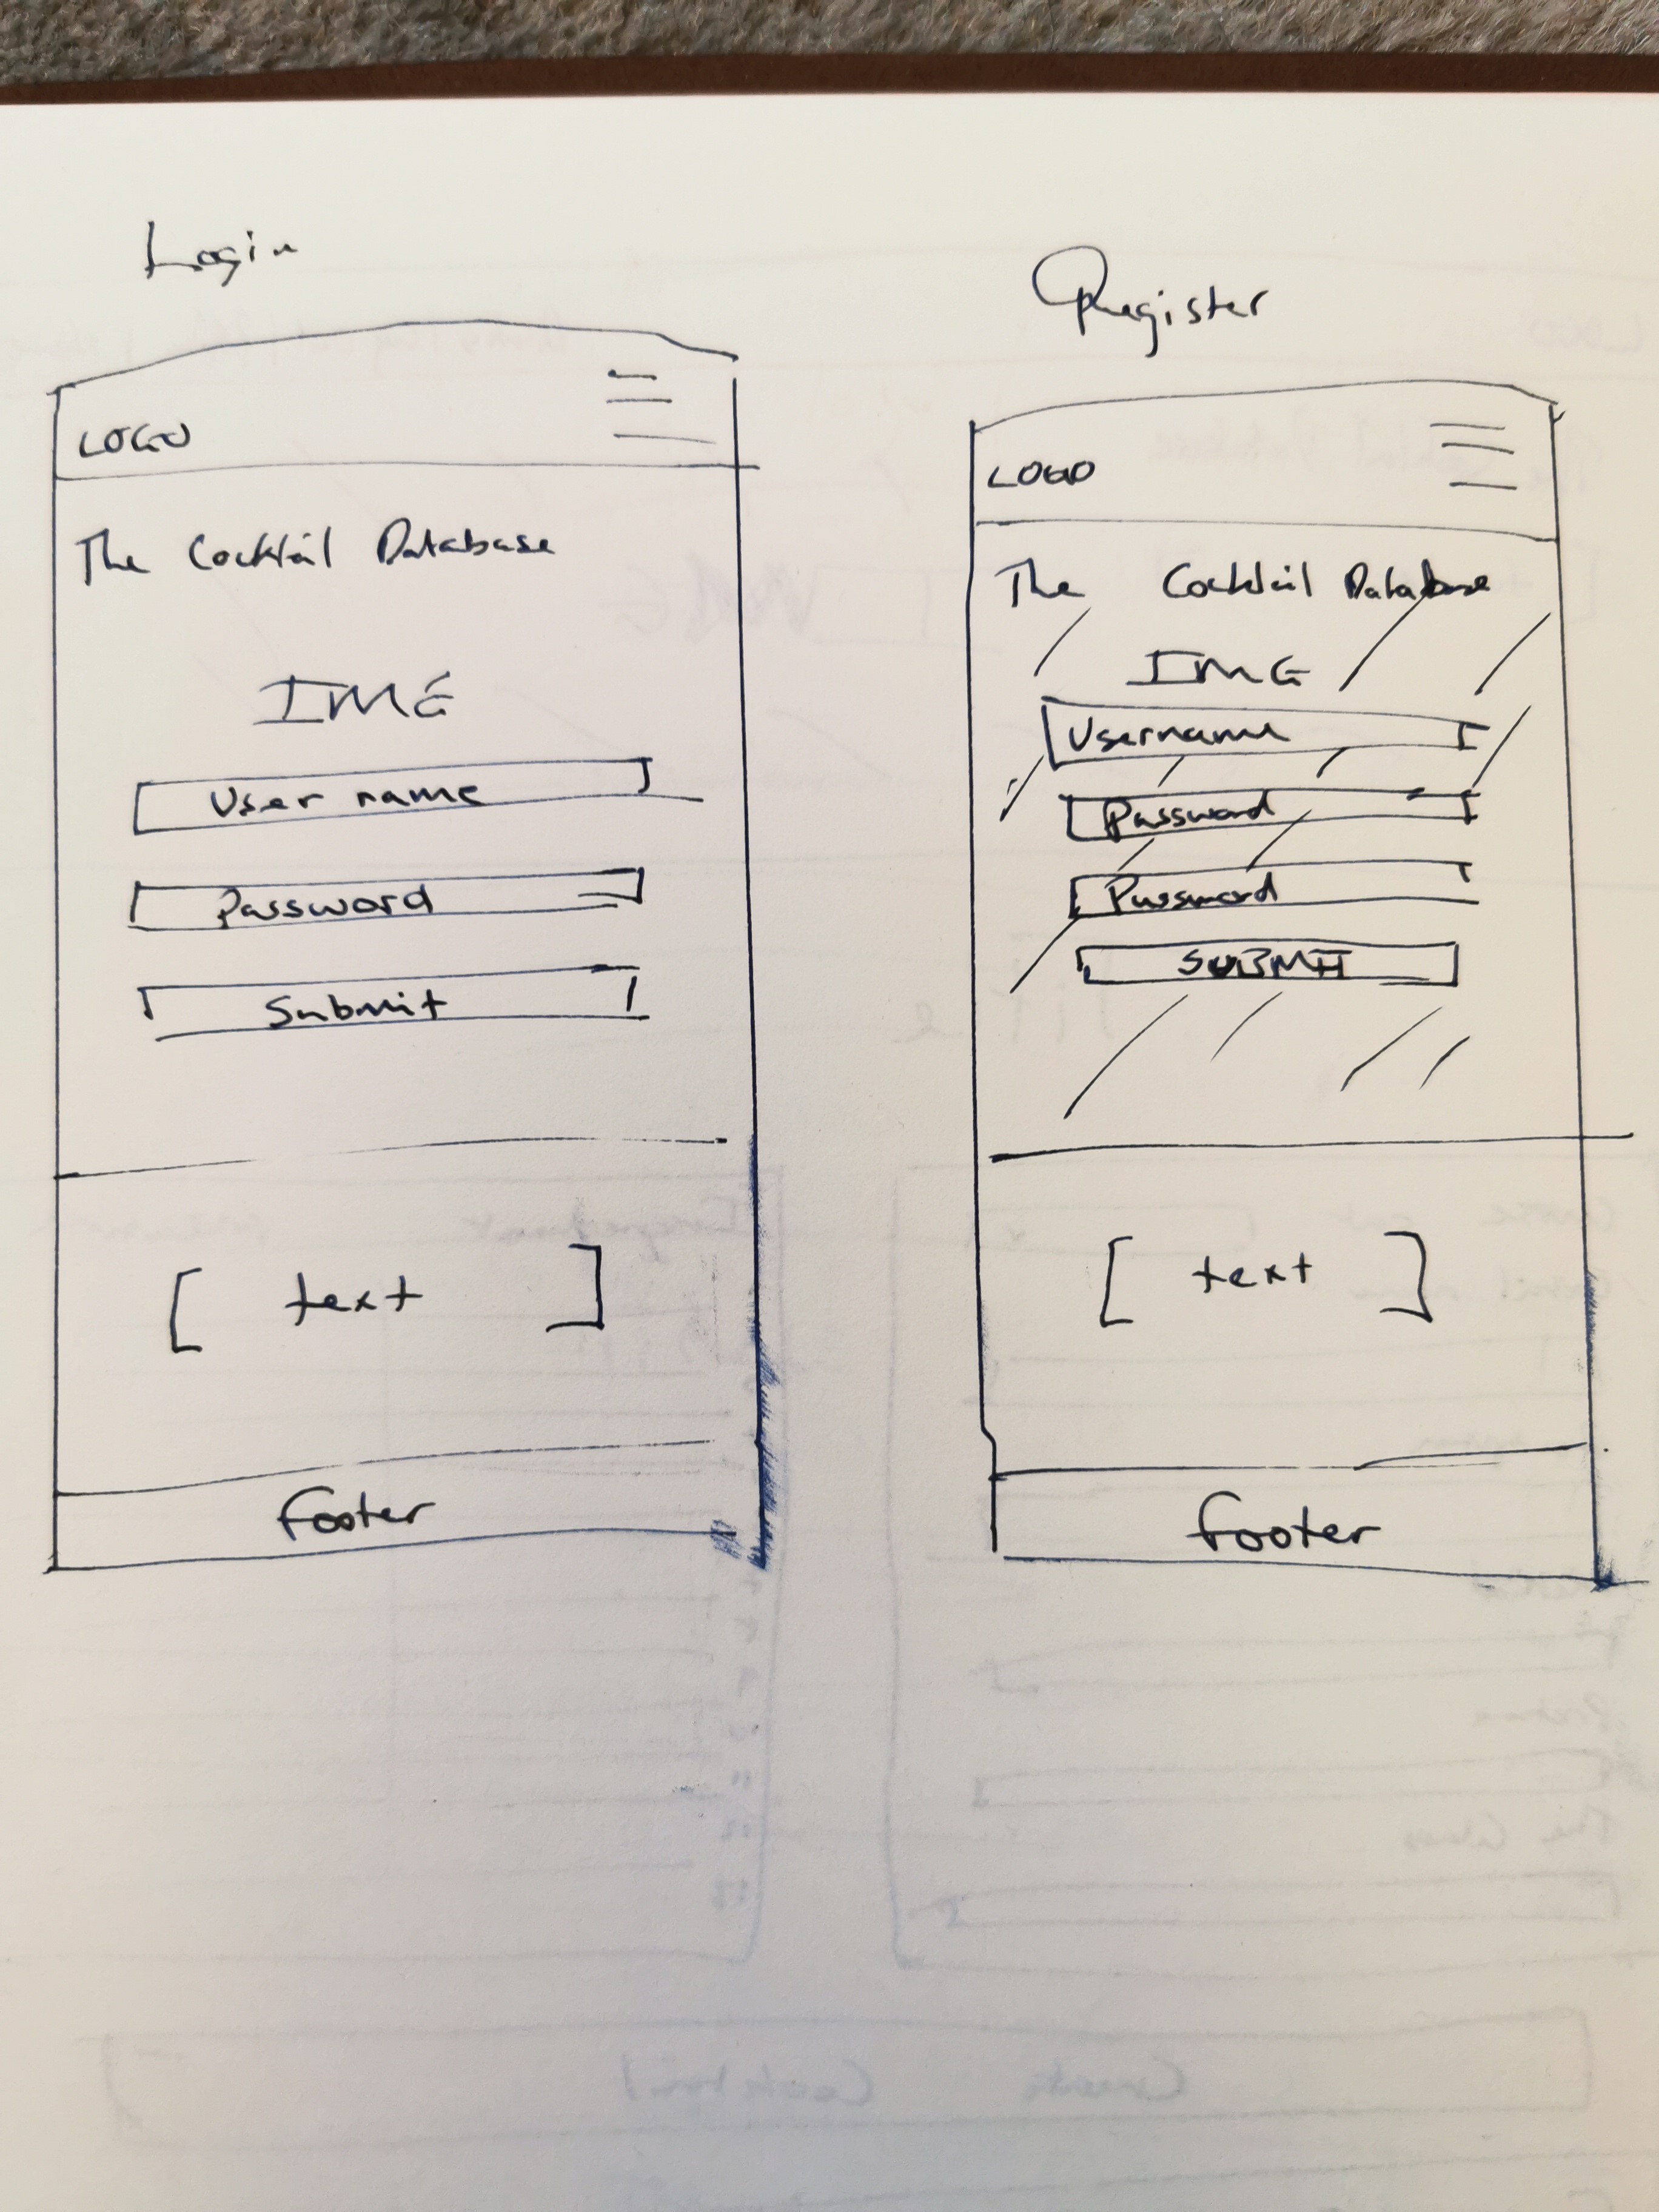 Login
LOGO
The Cocktail Database
IMG
User name
Password
Submit
[ text ]
Footer
Register
LOGO
The Cocktail Database
IMG
Username
Password
Password
SUBMIT
[ text ]
Footer